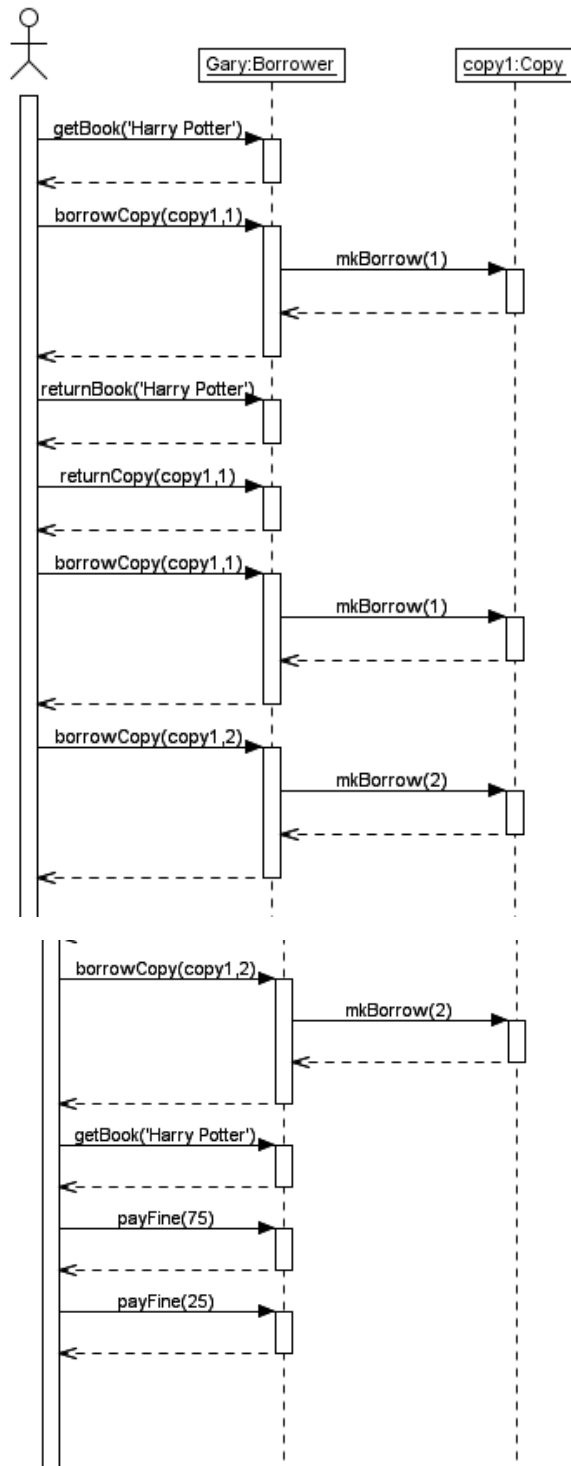 Gary:Borrower
copy1:Copy
getBook('Harry Potter')
borrowCopy(copy1,1)
mkBorrow(1)
returnBook('Harry Potter')
returnCopy(copy1,1)
borrowCopy(copy1,1)
mkBorrow(1)
borrowCopy(copy1,2)
mkBorrow(2)
borrowCopy(copy1,2)
mkBorrow(2)
getBook('Harry Potter')
payFine(75)
payFine(25)